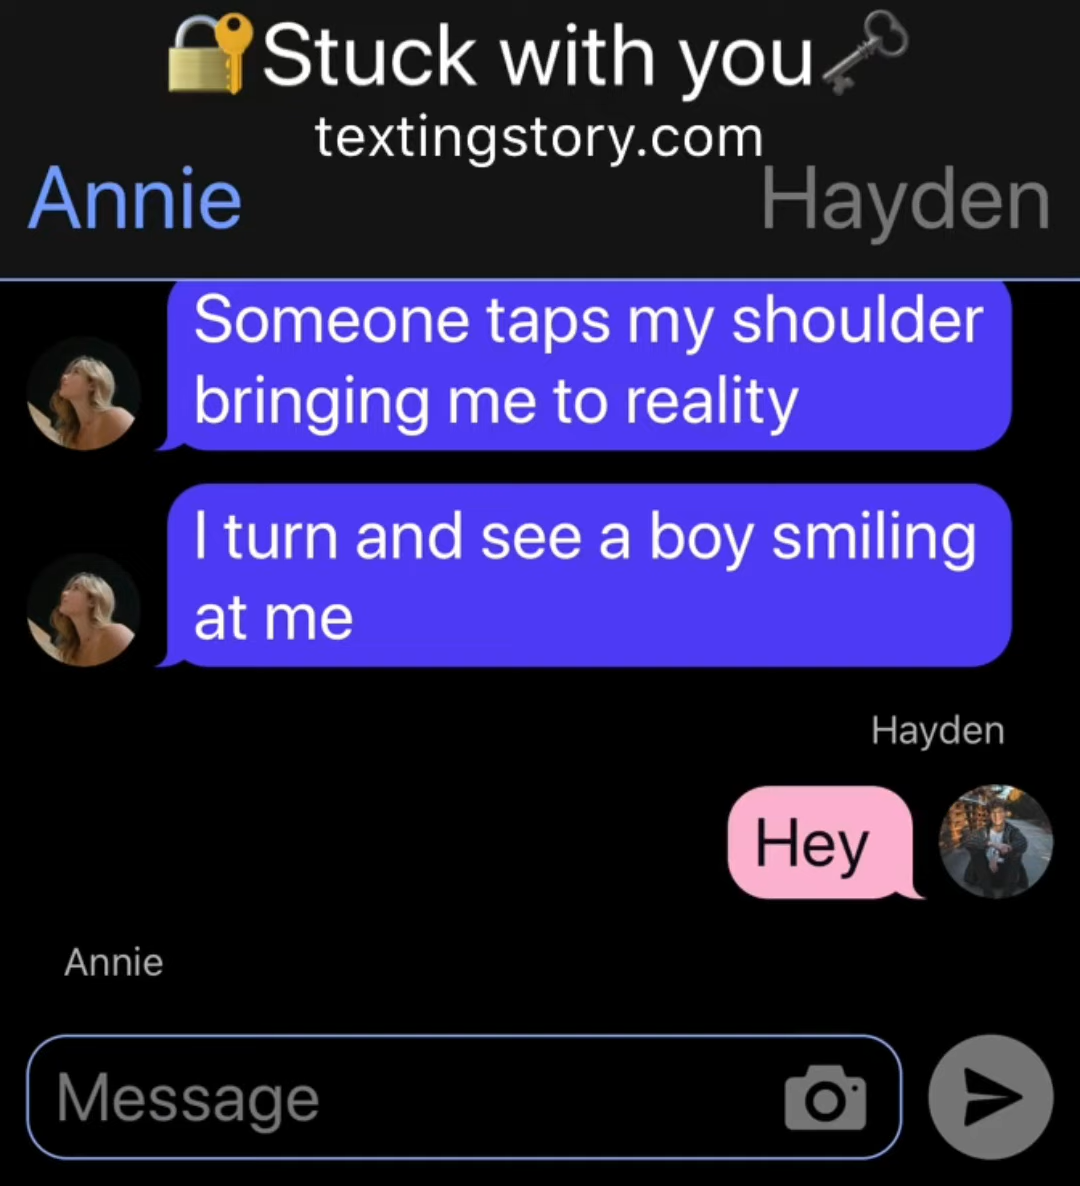 🔐Stuck with you🗝
textingstory.com
Annie
Hayden
Someone taps my shoulder
bringing me to reality
I turn and see a boy smiling
at me
Hayden
Hey
Annie
Message